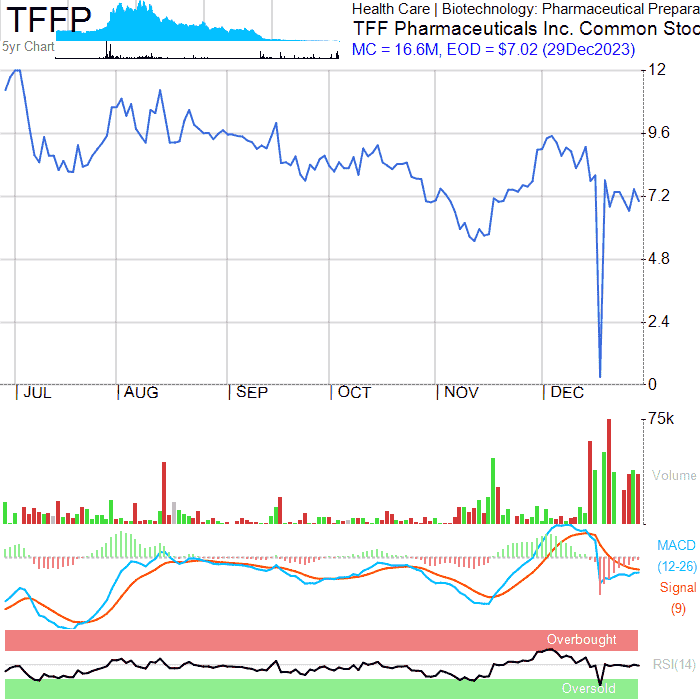 TFFP
5yr Chart
Health Care | Biotechnology: Pharmaceutical Prepara
TFF Pharmaceuticals Inc. Common Stoc
MC = 16.6M, EOD = $7.02 (29Dec2023)
12
9.6
7.2
4.8
2.4
0
JUL AUG SEP OCT NOV DEC
75k
Volume
MACD
(12-26)
Signal
(9)
Overbought
RSI(14)
Oversold